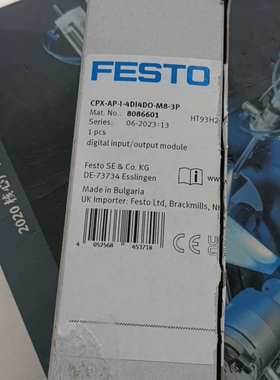 FESTO
CPX-AP-I-4DI4DO-M8-3P
Mat. No.: 8086601
Series: 06-2023:13
HT93H2
1 pcs
digital input/output module
Festo SE & Co. KG
DE-73734 Esslingen
Made in Bulgaria
UK Importer: Festo Ltd, Brackmills,
4 052568 453718
CE
2020